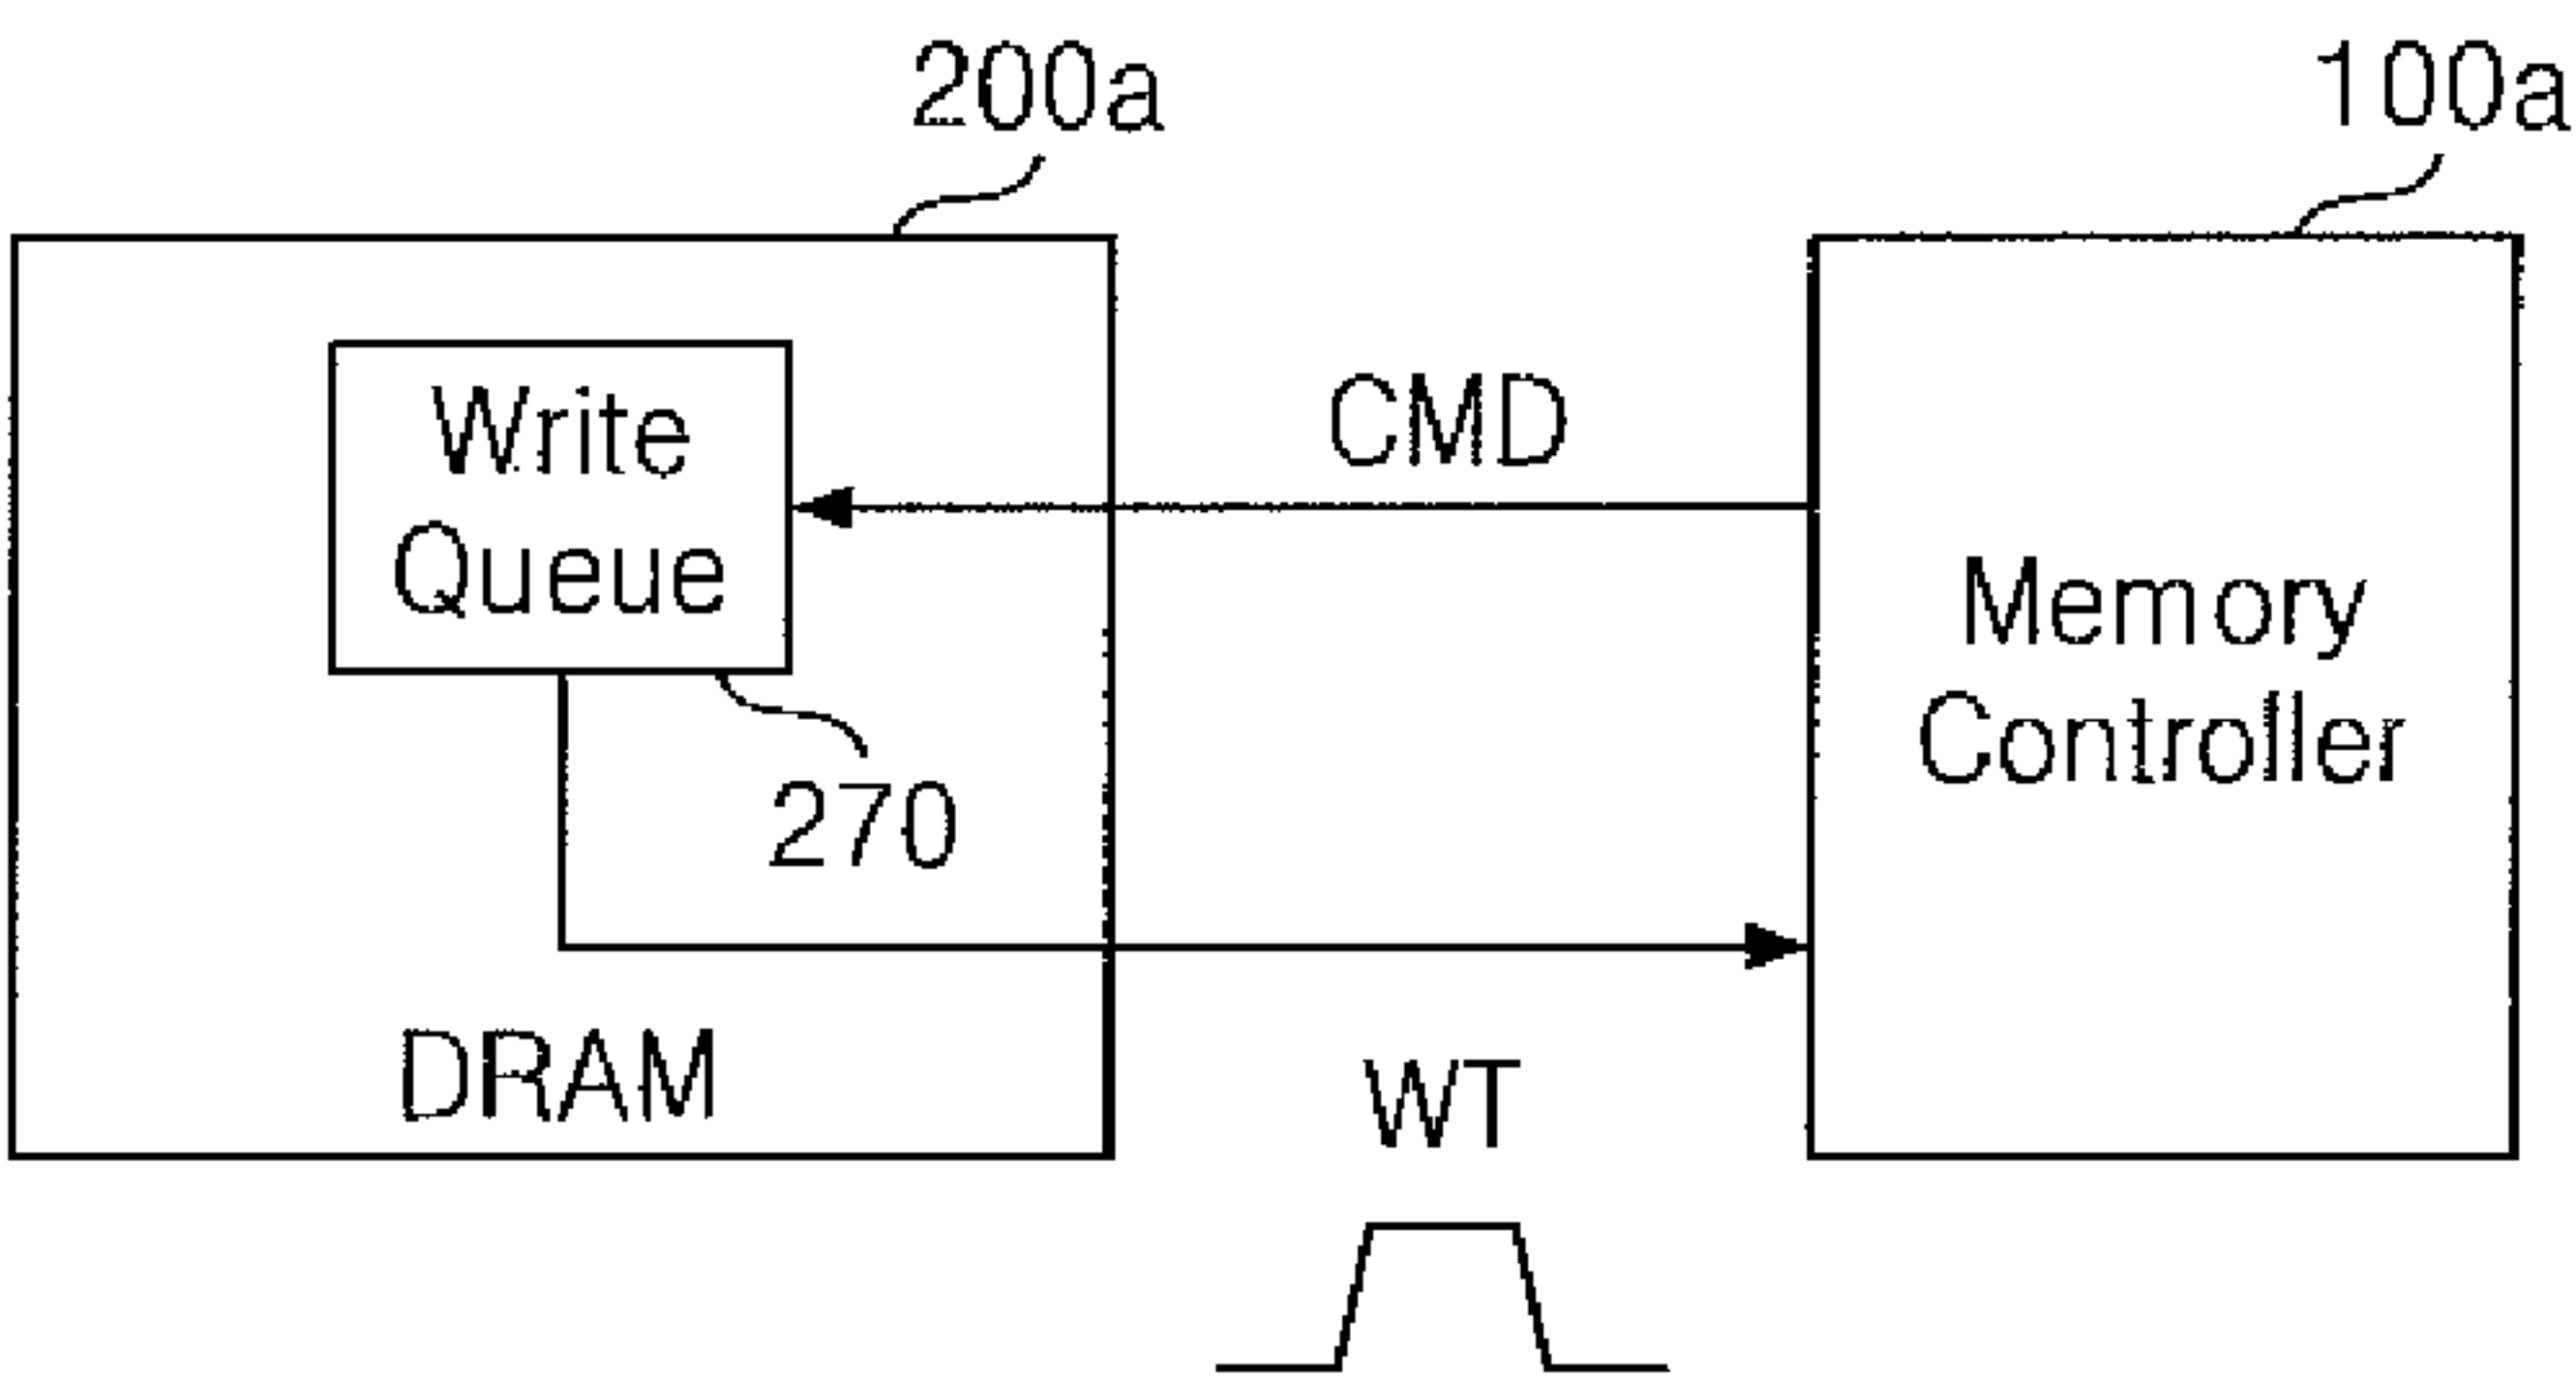 200a
100a
Write
Queue
CMD
Memory
Controller
270
DRAM
WT